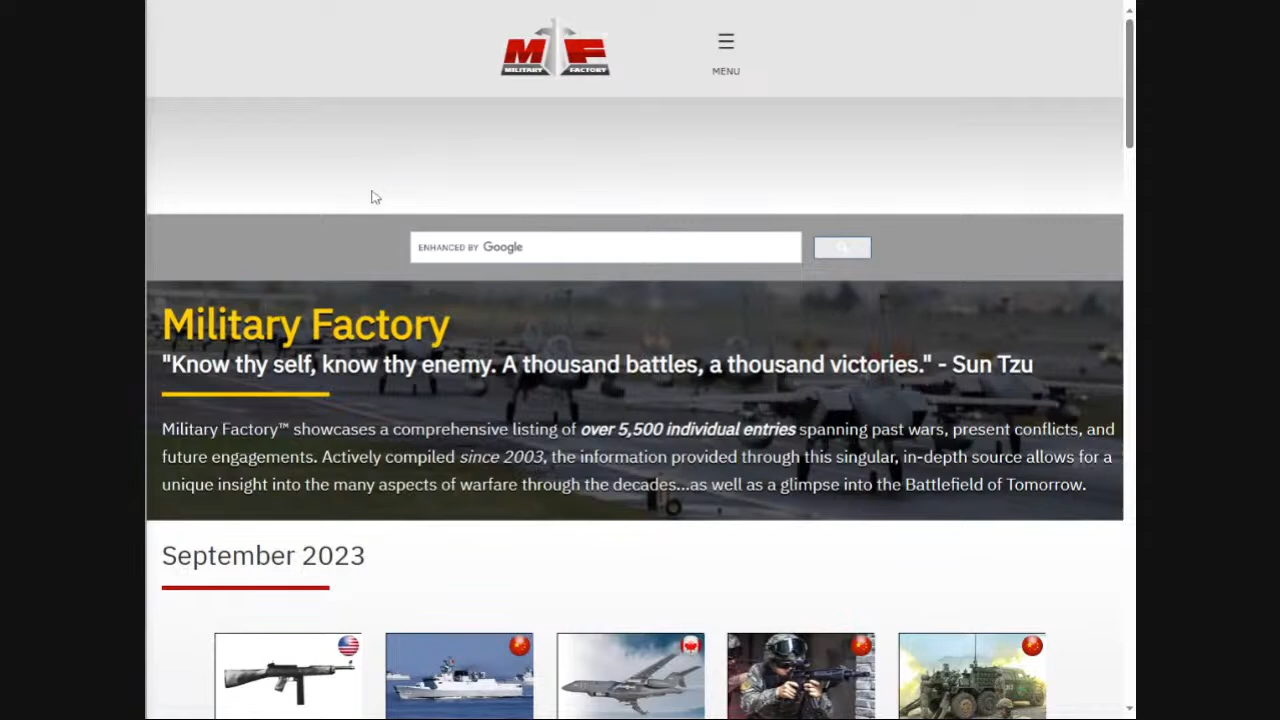 M F
MILITARY FACTORY
☰
MENU
ENHANCED BY Google
Military Factory
"Know thy self, know thy enemy. A thousand battles, a thousand victories." - Sun Tzu
Military Factory™ showcases a comprehensive listing of over 5,500 individual entries spanning past wars, present conflicts, and
future engagements. Actively compiled since 2003, the information provided through this singular, in-depth source allows for a
unique insight into the many aspects of warfare through the decades...as well as a glimpse into the Battlefield of Tomorrow.
September 2023